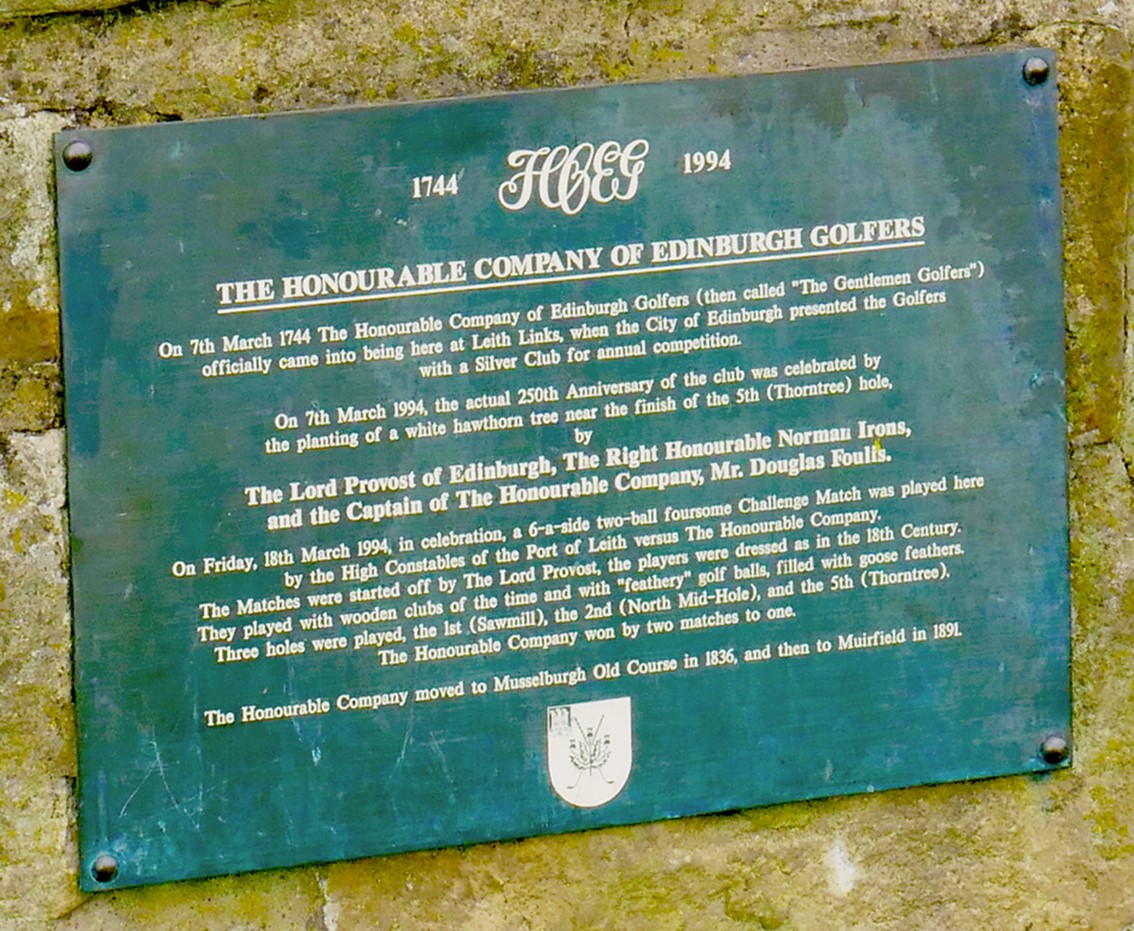 1744 HCEG 1994
THE HONOURABLE COMPANY OF EDINBURGH GOLFERS
On 7th March 1744 The Honourable Company of Edinburgh Golfers (then called "The Gentlemen Golfers")
officially came into being here at Leith Links, when the City of Edinburgh presented the Golfers
with a Silver Club for annual competition.
On 7th March 1994, the actual 250th Anniversary of the club was celebrated by
the planting of a white hawthorn tree near the finish of the 5th (Thorntree) hole,
by
The Lord Provost of Edinburgh, The Right Honourable Norman Irons,
and the Captain of The Honourable Company, Mr. Douglas Foulis.
On Friday, 18th March 1994, in celebration, a 6-a-side two-ball foursome Challenge Match was played here
by the High Constables of the Port of Leith versus The Honourable Company.
The Matches were started off by The Lord Provost, the players were dressed as in the 18th Century.
They played with wooden clubs of the time and with "feathery" golf balls, filled with goose feathers.
Three holes were played, the 1st (Sawmill), the 2nd (North Mid-Hole), and the 5th (Thorntree).
The Honourable Company won by two matches to one.
The Honourable Company moved to Musselburgh Old Course in 1836, and then to Muirfield in 1891.